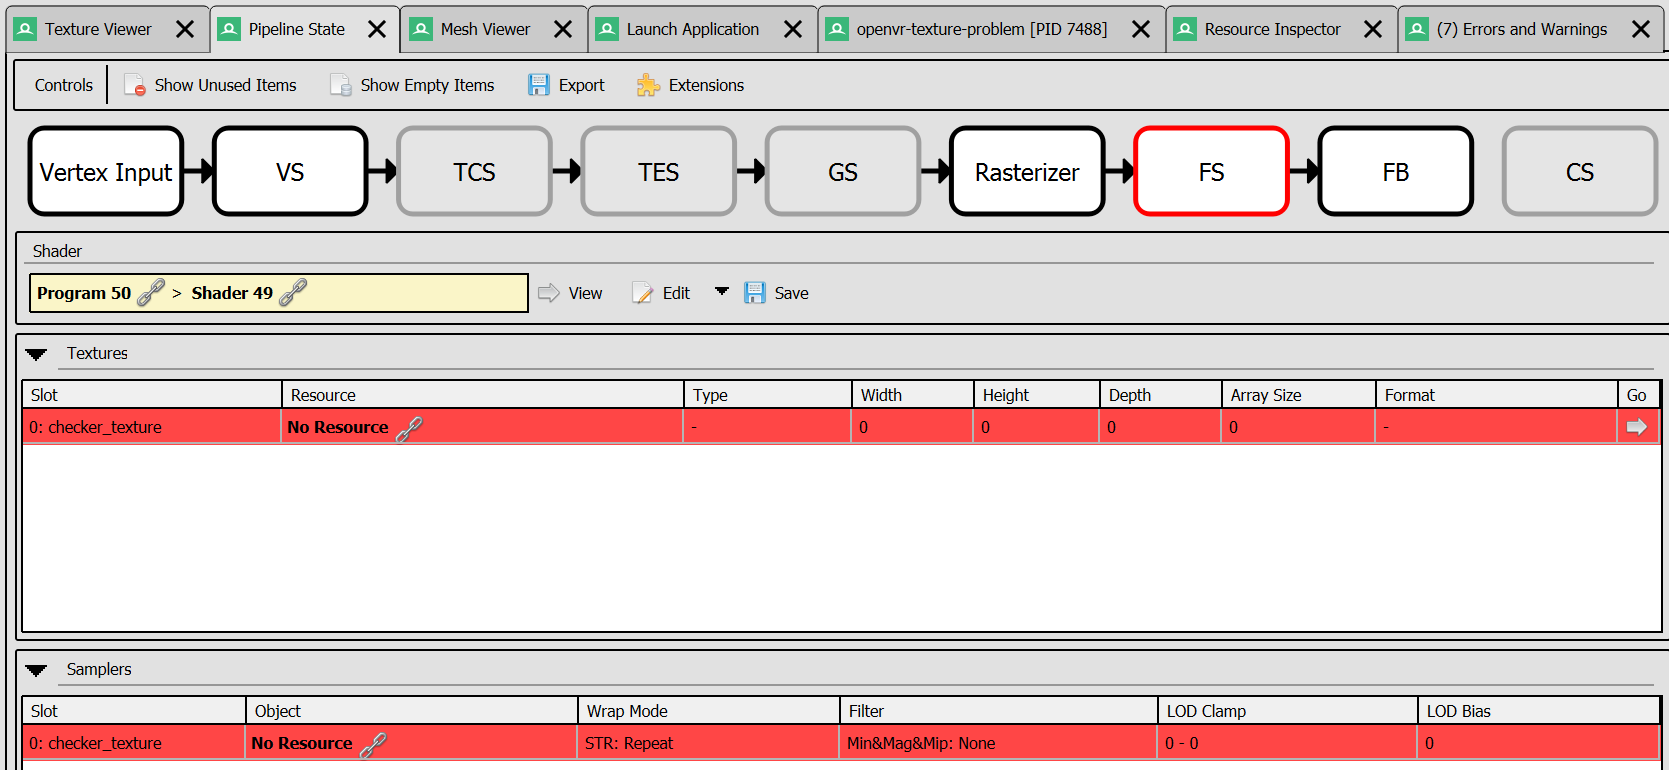 Texture Viewer Pipeline State Mesh Viewer Launch Application openvr-texture-problem [PID 7488] Resource Inspector (7) Errors and Warnings
Controls Show Unused Items Show Empty Items Export Extensions
Vertex Input VS TCS TES GS Rasterizer FS FB CS
Shader
Program 50 > Shader 49 View Edit Save
Textures
Slot Resource Type Width Height Depth Array Size Format Go
0: checker_texture No Resource - 0 0 0 0 -
Samplers
Slot Object Wrap Mode Filter LOD Clamp LOD Bias
0: checker_texture No Resource STR: Repeat Min&Mag&Mip: None 0 - 0 0